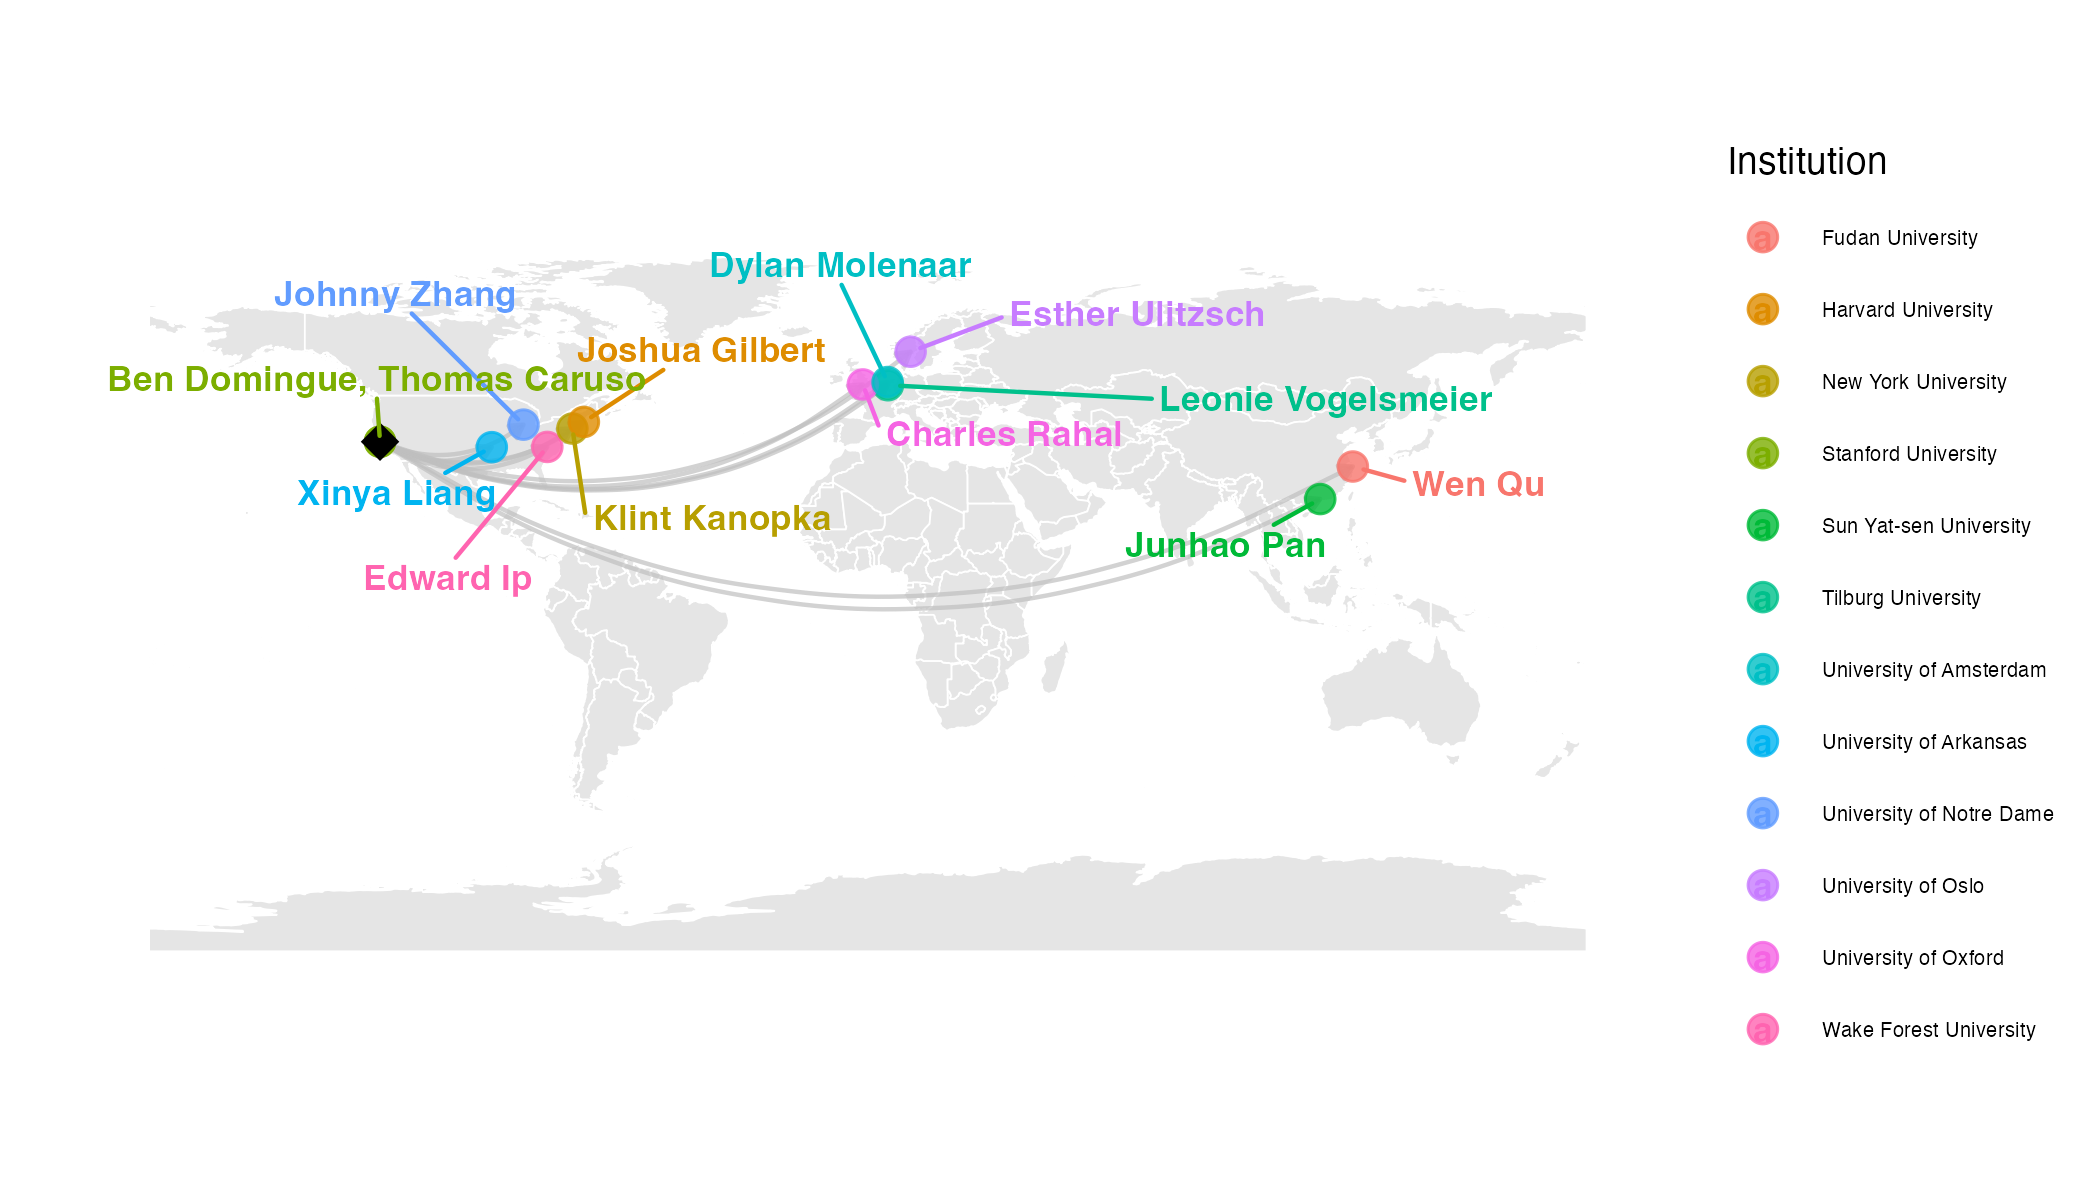 Dylan Molenaar
Johnny Zhang
Esther Ulitzsch
Joshua Gilbert
Ben Domingue, Thomas Caruso
Leonie Vogelsmeier
Charles Rahal
Wen Qu
Xinya Liang
Klint Kanopka
Junhao Pan
Edward Ip
Institution
a Fudan University
a Harvard University
a New York University
a Stanford University
a Sun Yat-sen University
a Tilburg University
a University of Amsterdam
a University of Arkansas
a University of Notre Dame
a University of Oslo
a University of Oxford
a Wake Forest University